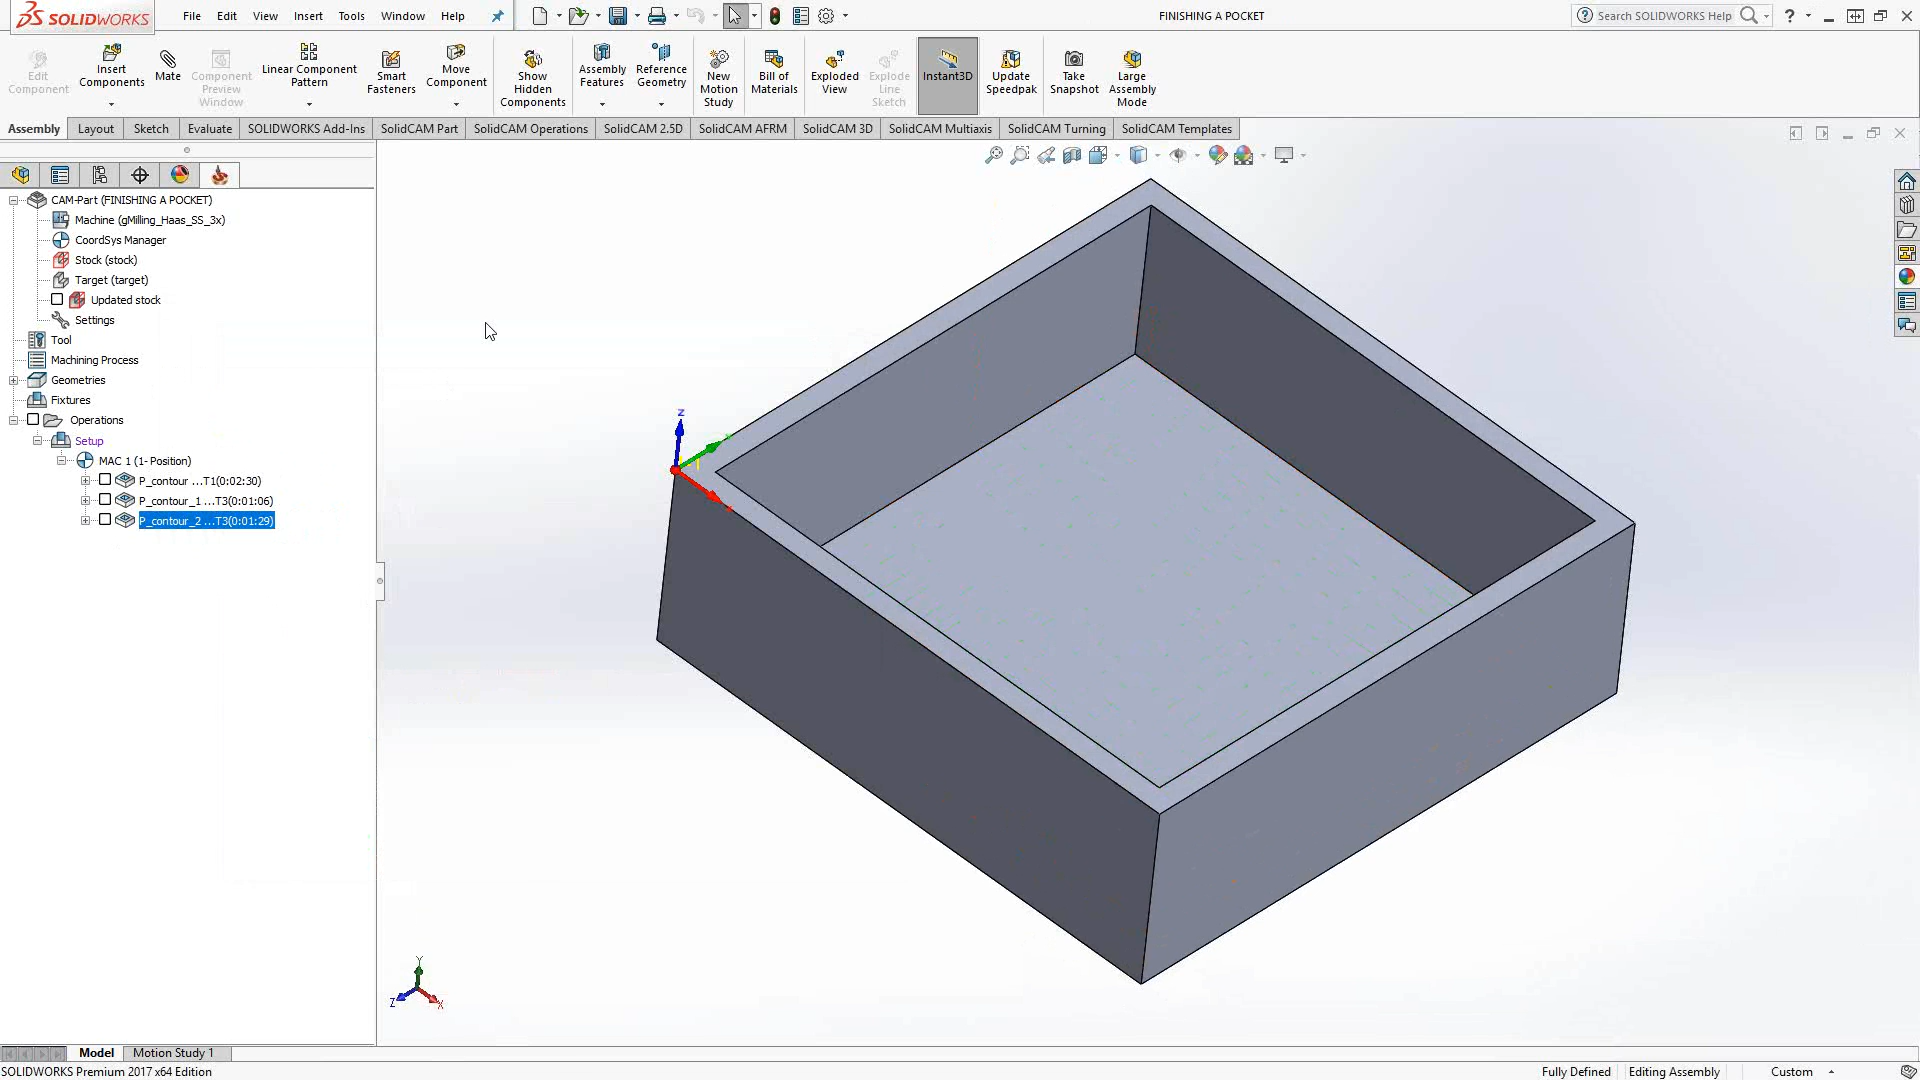 SOLIDWORKS
File Edit View Insert Tools Window Help
FINISHING A POCKET
Search SOLIDWORKS Help
?
Edit Component
Insert Components
Mate
Component Preview Window
Linear Component Pattern
Smart Fasteners
Move Component
Show Hidden Components
Assembly Features
Reference Geometry
New Motion Study
Bill of Materials
Exploded View
Explode Line Sketch
Instant3D
Update Speedpak
Take Snapshot
Large Assembly Mode
Assembly Layout Sketch Evaluate SOLIDWORKS Add-Ins SolidCAM Part SolidCAM Operations SolidCAM 2.5D SolidCAM AFRM SolidCAM 3D SolidCAM Multiaxis SolidCAM Turning SolidCAM Templates
CAM-Part (FINISHING A POCKET)
Machine (gMilling_Haas_SS_3x)
CoordSys Manager
Stock (stock)
Target (target)
Updated stock
Settings
Tool
Machining Process
Geometries
Fixtures
Operations
Setup
MAC 1 (1- Position)
P_contour ...T1(0:02:30)
P_contour_1 ...T3(0:01:06)
P_contour_2 ...T3(0:01:29)
Z
Y
Z
X
Model Motion Study 1
SOLIDWORKS Premium 2017 x64 Edition
Fully Defined Editing Assembly Custom